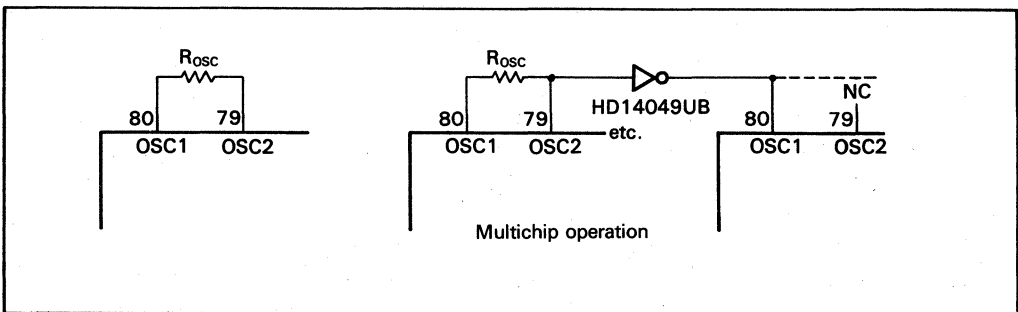 Rosc
80
79
OSC1
OSC2
Rosc
HD14049UB
80
79
etc.
OSC1
OSC2
NC
80
79
OSC1
OSC2
Multichip operation